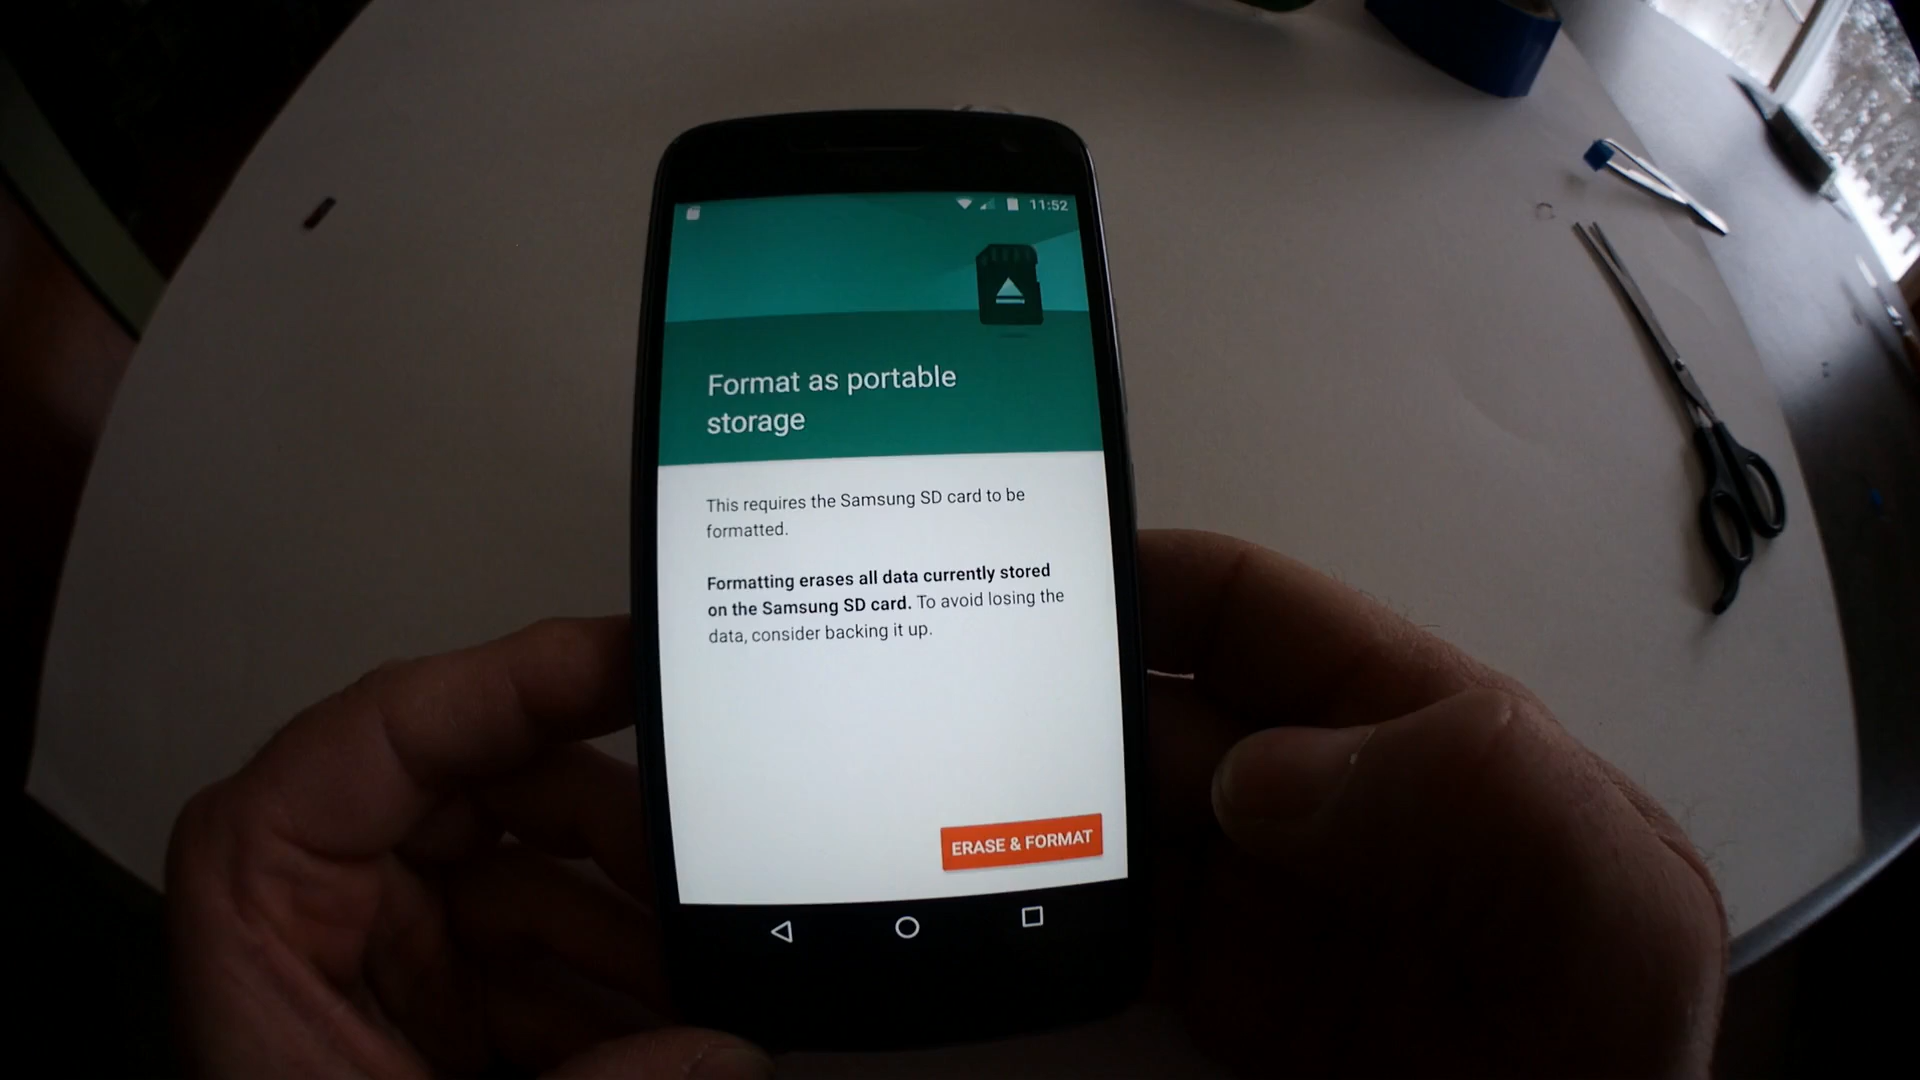 11:52
Format as portable
storage
This requires the Samsung SD card to be
formatted.
Formatting erases all data currently stored
on the Samsung SD card. To avoid losing the
data, consider backing it up.
ERASE & FORMAT